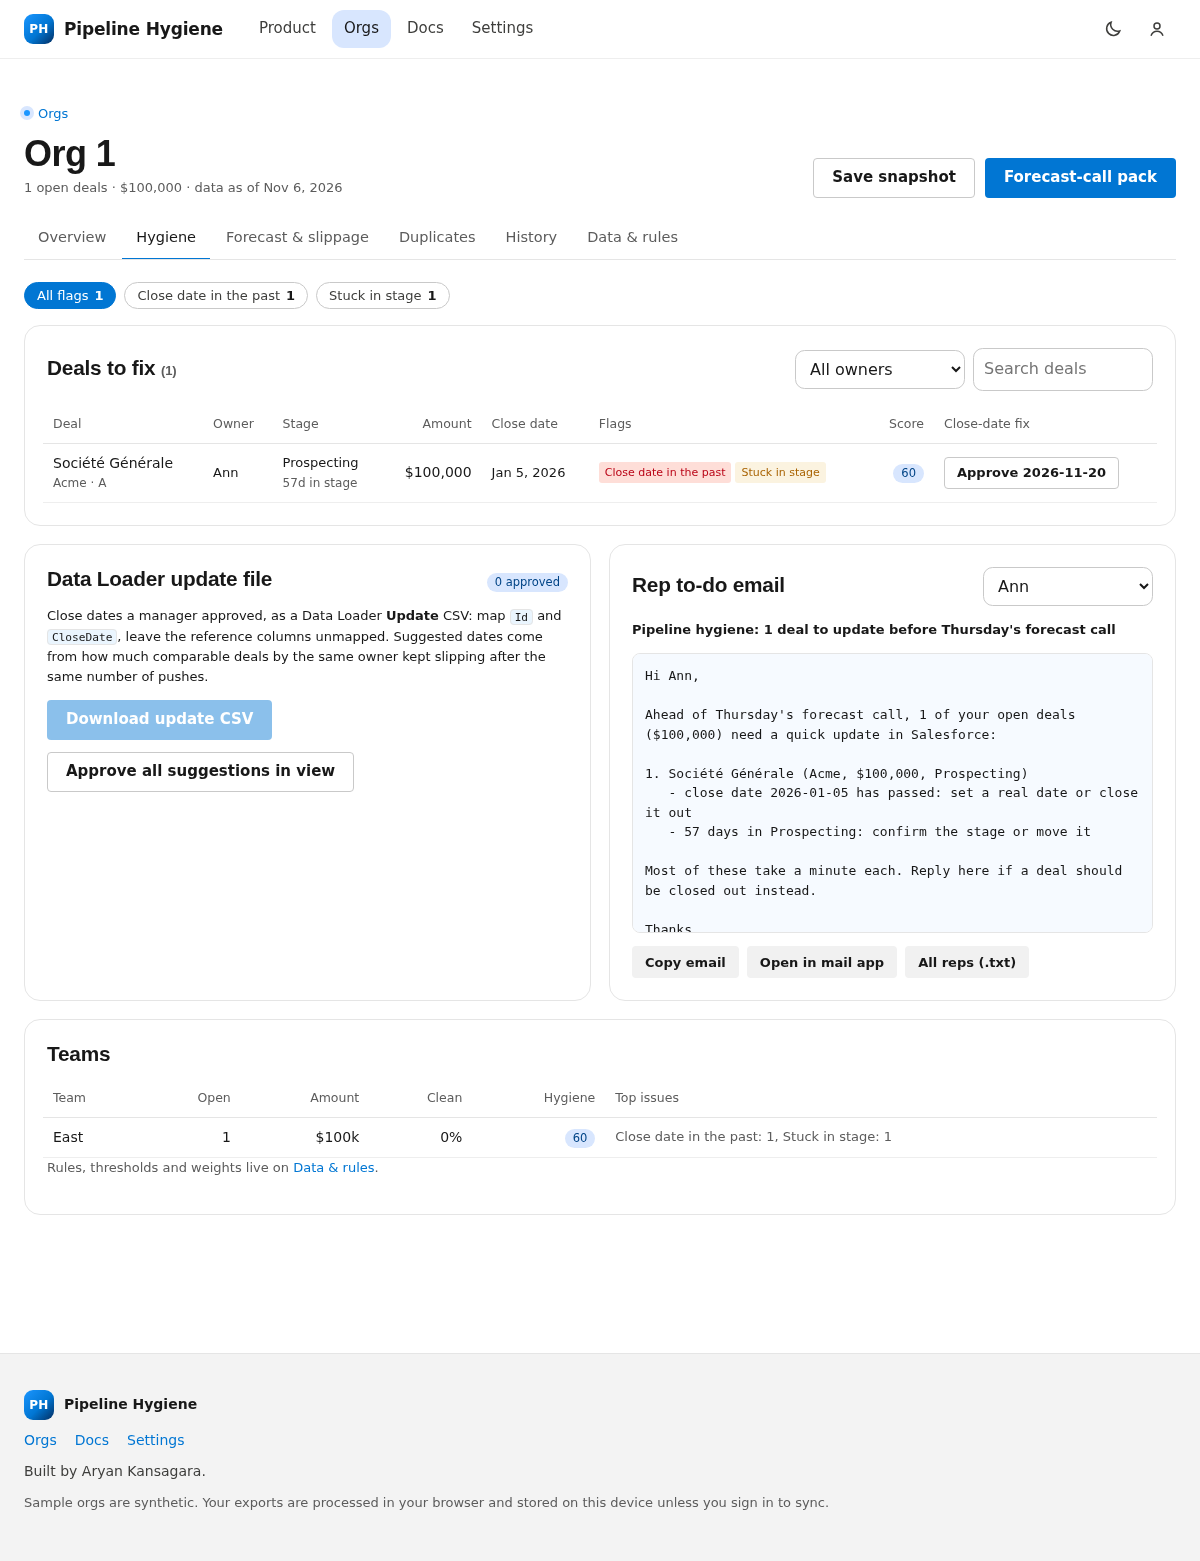 PH Pipeline Hygiene Product Orgs Docs Settings
Orgs
Org 1
1 open deals · $100,000 · data as of Nov 6, 2026
Save snapshot Forecast-call pack
Overview Hygiene Forecast & slippage Duplicates History Data & rules
All flags 1 Close date in the past 1 Stuck in stage 1
Deals to fix (1)
All owners Search deals
Deal Owner Stage Amount Close date Flags Score Close-date fix
Société Générale Ann Prospecting $100,000 Jan 5, 2026 Close date in the past Stuck in stage 60 Approve 2026-11-20
Acme · A 57d in stage
Data Loader update file 0 approved
Close dates a manager approved, as a Data Loader Update CSV: map Id and
CloseDate, leave the reference columns unmapped. Suggested dates come
from how much comparable deals by the same owner kept slipping after the
same number of pushes.
Download update CSV
Approve all suggestions in view
Rep to-do email Ann
Pipeline hygiene: 1 deal to update before Thursday's forecast call
Hi Ann,
Ahead of Thursday's forecast call, 1 of your open deals
($100,000) need a quick update in Salesforce:
1. Société Générale (Acme, $100,000, Prospecting)
- close date 2026-01-05 has passed: set a real date or close
it out
- 57 days in Prospecting: confirm the stage or move it
Most of these take a minute each. Reply here if a deal should
be closed out instead.
Thanks
Copy email Open in mail app All reps (.txt)
Teams
Team Open Amount Clean Hygiene Top issues
East 1 $100k 0% 60 Close date in the past: 1, Stuck in stage: 1
Rules, thresholds and weights live on Data & rules.
PH Pipeline Hygiene
Orgs Docs Settings
Built by Aryan Kansagara.
Sample orgs are synthetic. Your exports are processed in your browser and stored on this device unless you sign in to sync.